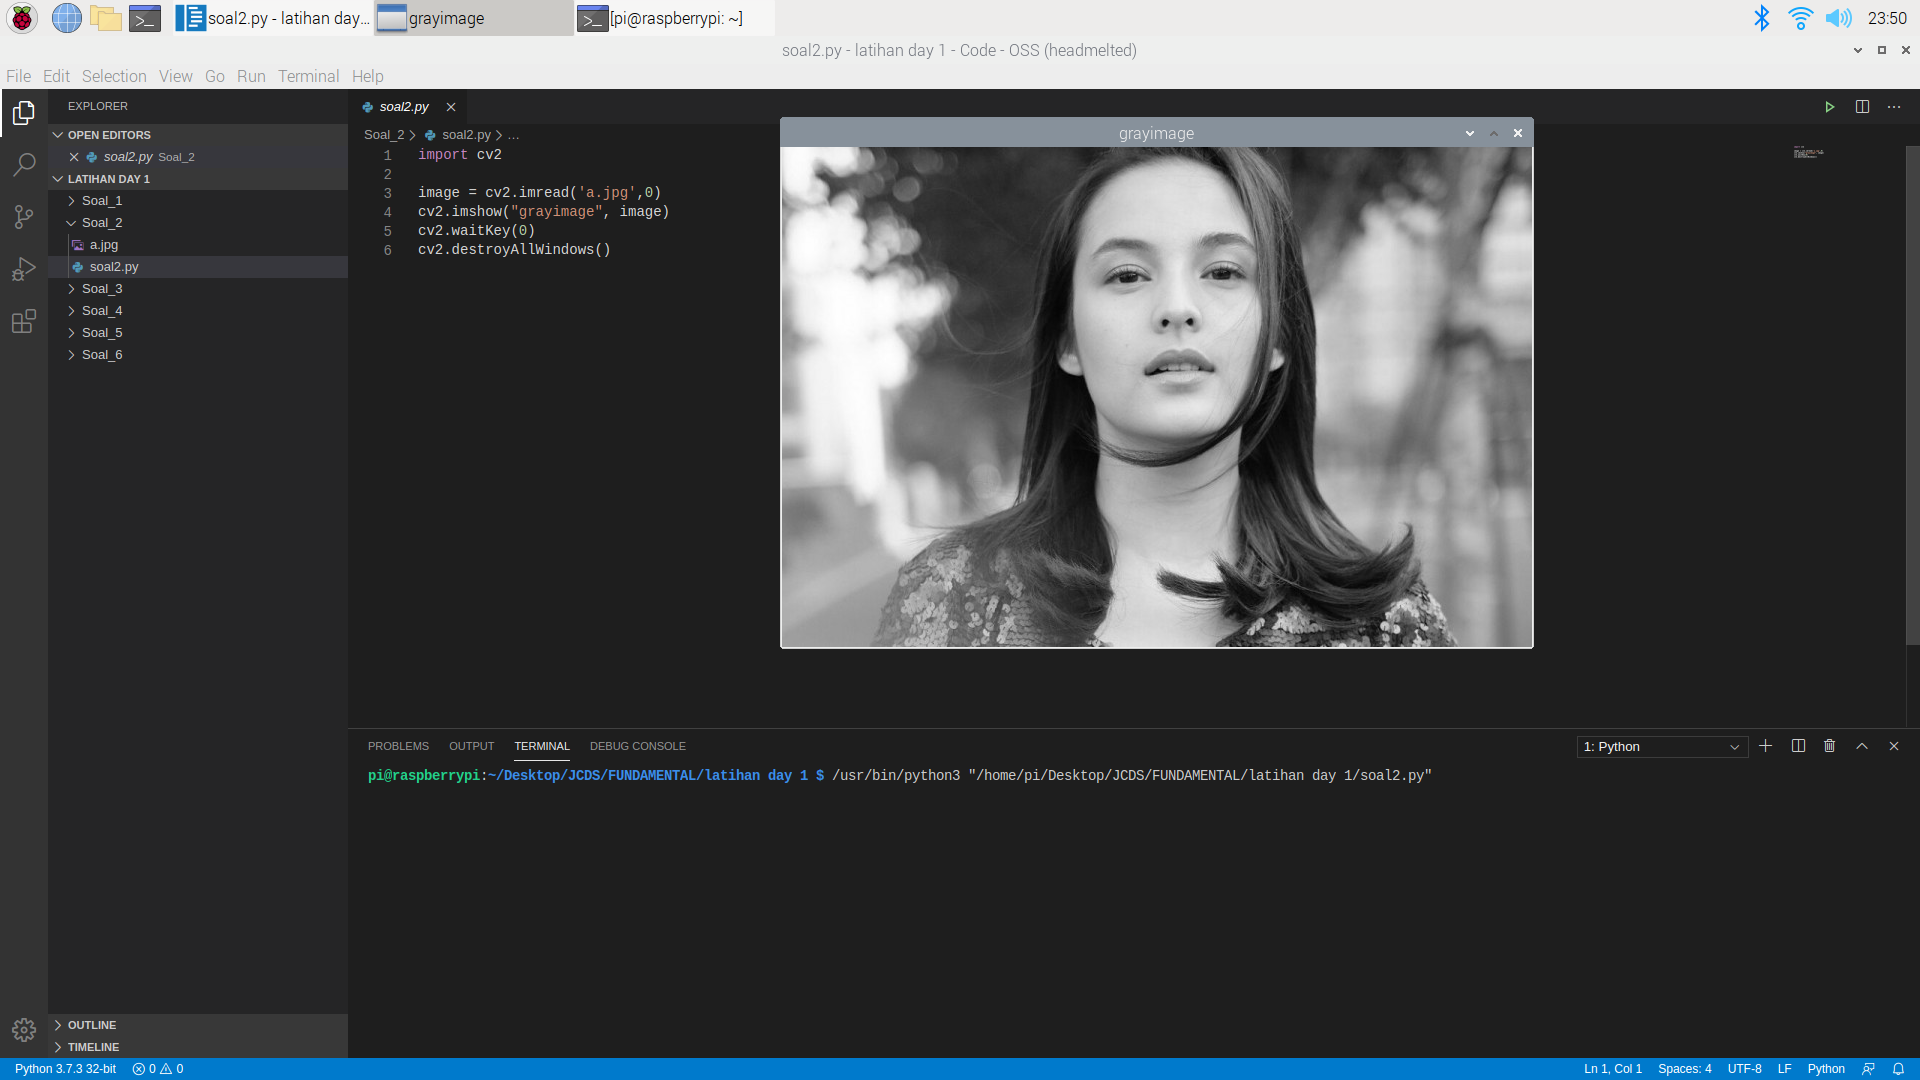 soal2.py - latihan day...
grayimage
[pi@raspberrypi: ~]
23:50
soal2.py - latihan day 1 - Code - OSS (headmelted)
File Edit Selection View Go Run Terminal Help
EXPLORER
OPEN EDITORS
soal2.py Soal_2
LATIHAN DAY 1
Soal_1
Soal_2
a.jpg
soal2.py
Soal_3
Soal_4
Soal_5
Soal_6
OUTLINE
TIMELINE
soal2.py
Soal_2 > soal2.py > ...
1 import cv2
2
3 image = cv2.imread('a.jpg',0)
4 cv2.imshow("grayimage", image)
5 cv2.waitKey(0)
6 cv2.destroyAllWindows()
grayimage
PROBLEMS OUTPUT TERMINAL DEBUG CONSOLE
1: Python
pi@raspberrypi:~/Desktop/JCDS/FUNDAMENTAL/latihan day 1 $ /usr/bin/python3 "/home/pi/Desktop/JCDS/FUNDAMENTAL/latihan day 1/soal2.py"
Python 3.7.3 32-bit 0 0
Ln 1, Col 1 Spaces: 4 UTF-8 LF Python